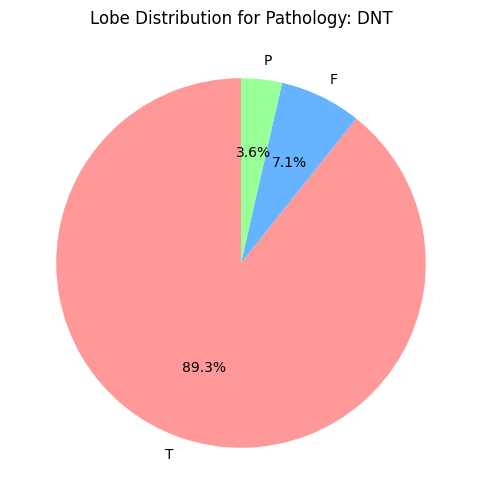 Lobe Distribution for Pathology: DNT
P
F
3.6%
7.1%
89.3%
T